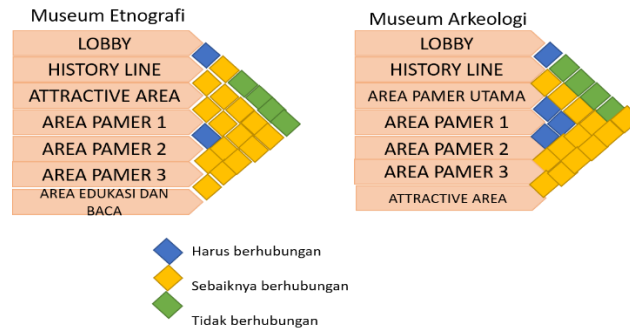 Museum Etnografi
LOBBY
HISTORY LINE
ATTRACTIVE AREA
AREA PAMER 1
AREA PAMER 2
AREA PAMER 3
AREA EDUKASI DAN
BACA
Museum Arkeologi
LOBBY
HISTORY LINE
AREA PAMER UTAMA
AREA PAMER 1
AREA PAMER 2
AREA PAMER 3
ATTRACTIVE AREA
Harus berhubungan
Sebaiknya berhubungan
Tidak berhubungan